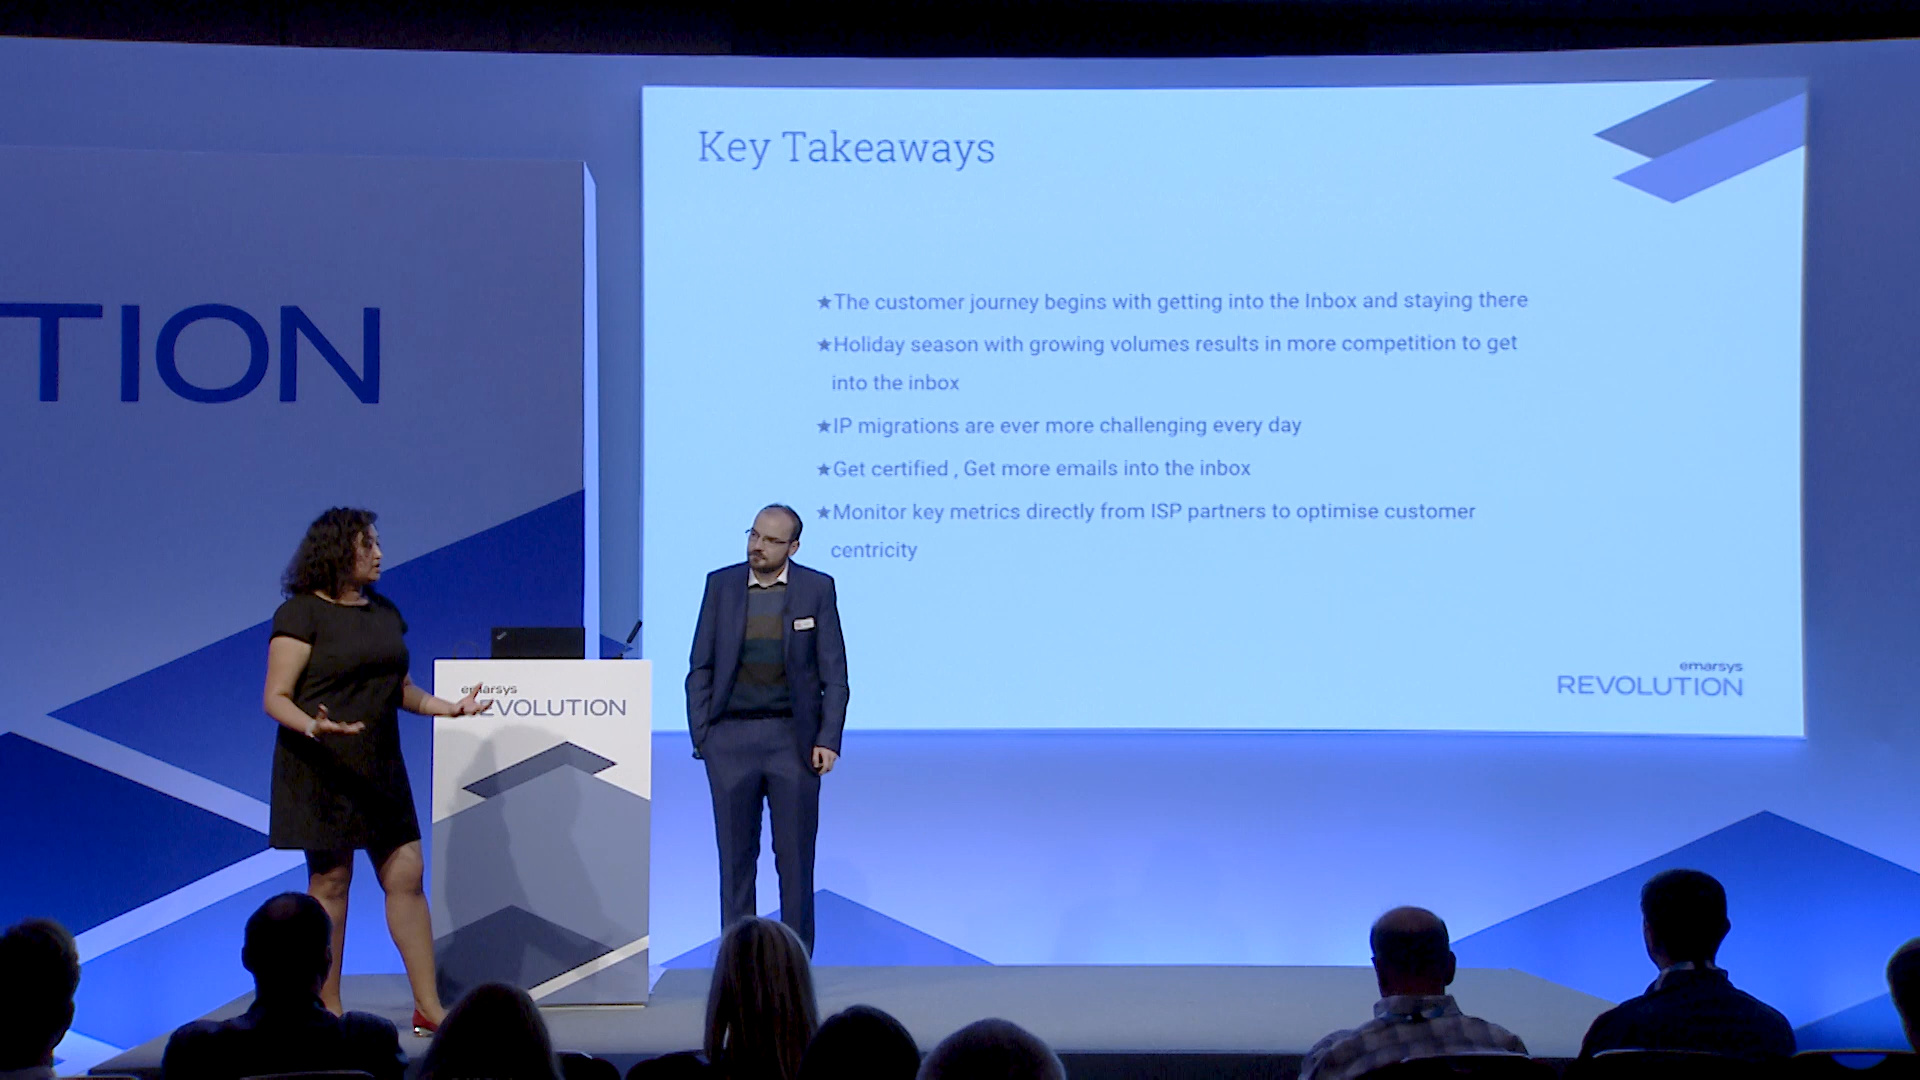 TION
Key Takeaways
★The customer journey begins with getting into the Inbox and staying there
★Holiday season with growing volumes results in more competition to get
into the inbox
★IP migrations are ever more challenging every day
★Get certified , Get more emails into the inbox
★Monitor key metrics directly from ISP partners to optimise customer
centricity
emarsys
REVOLUTION
emarsys
REVOLUTION